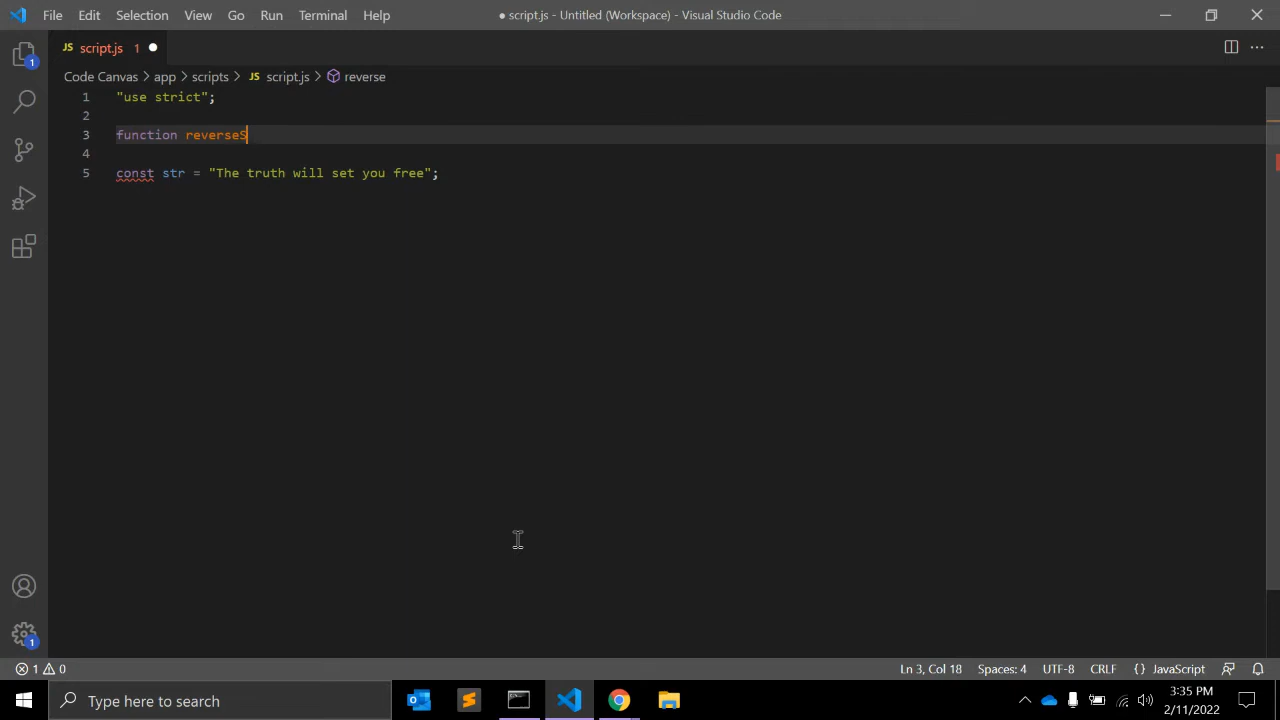 File Edit Selection View Go Run Terminal Help
● script.js - Untitled (Workspace) - Visual Studio Code
JS script.js 1 ●
Code Canvas > app > scripts > JS script.js > reverse
1 "use strict";
2
3 function reverseS
4
5 const str = "The truth will set you free";
1
1
1 0
Ln 3, Col 18 Spaces: 4 UTF-8 CRLF {} JavaScript
Type here to search
3:35 PM
2/11/2022